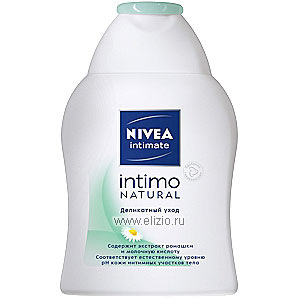 NIVEA
intimate
intimo
NATURAL
Деликатный уход
www.elizio.ru
Содержит экстракт ромашки
и молочную кислоту
Соответствует естественному уровню
pH кожи интимных участков тела